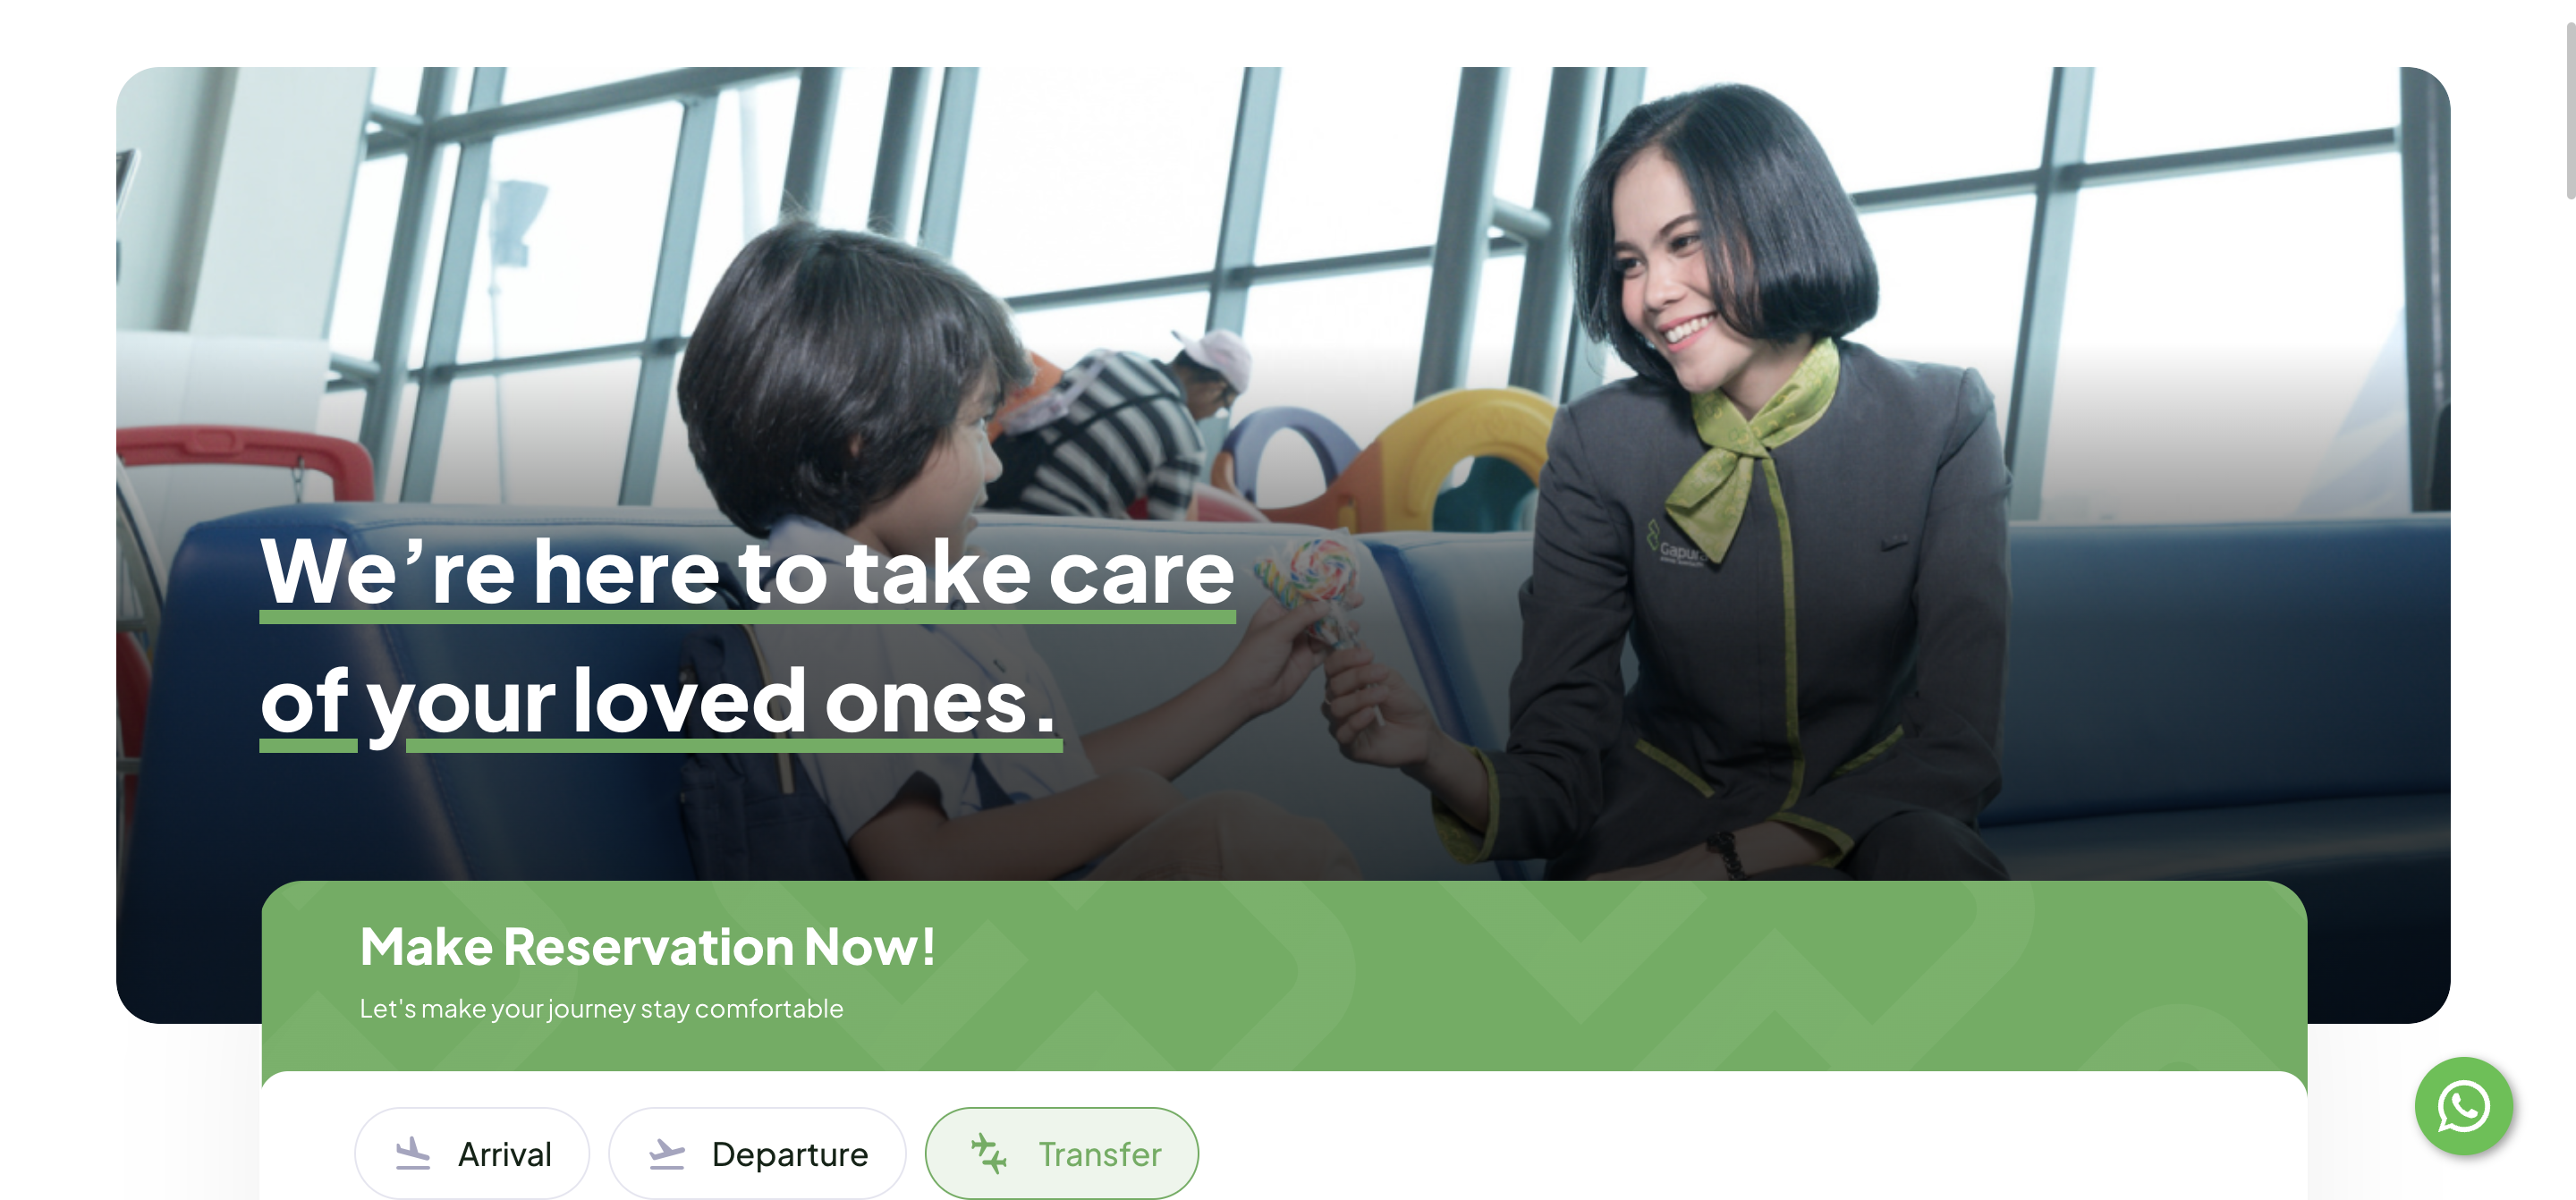 We’re here to take care
of your loved ones.
Gapura
Make Reservation Now!
Let's make your journey stay comfortable
Arrival
Departure
Transfer